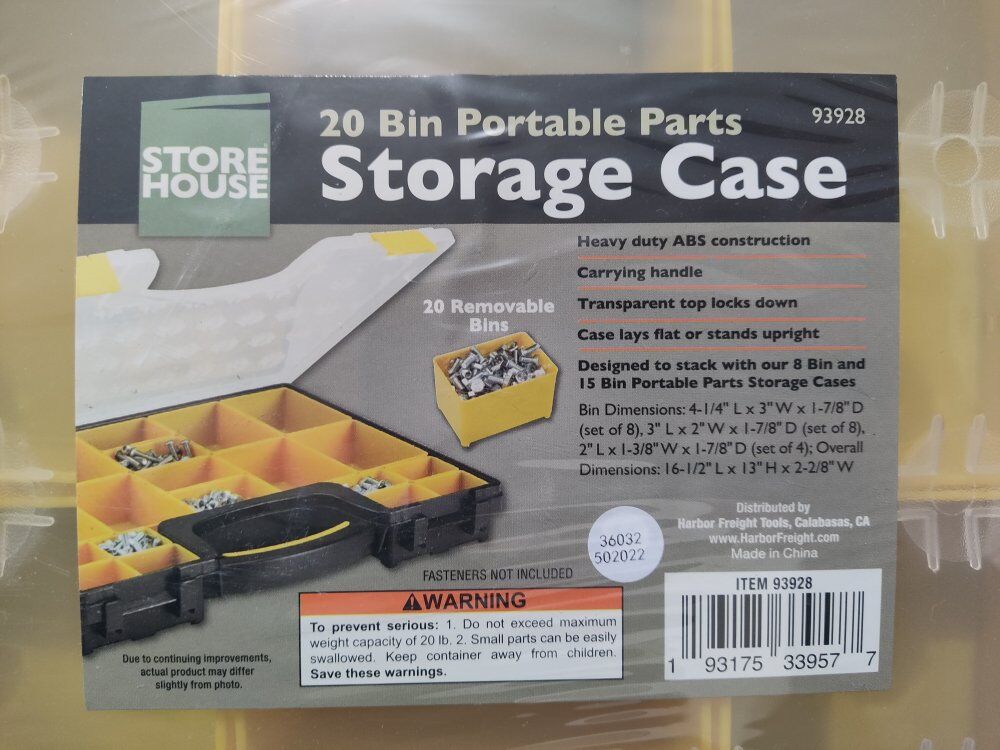 20 Bin Portable Parts
93928
Storage Case
STORE
HOUSE
Heavy duty ABS construction
Carrying handle
Transparent top locks down
Case lays flat or stands upright
Designed to stack with our 8 Bin and
15 Bin Portable Parts Storage Cases
Bin Dimensions: 4-1/4" L x 3" W x 1-7/8" D
(set of 8), 3" L x 2" W x 1-7/8" D (set of 8),
2" L x 1-3/8" W x 1-7/8" D (set of 4); Overall
Dimensions: 16-1/2" L x 13" H x 2-2/8" W
20 Removable
Bins
Distributed by
Harbor Freight Tools, Calabasas, CA
www.HarborFreight.com
Made in China
36032
502022
FASTENERS NOT INCLUDED
WARNING
To prevent serious: 1. Do not exceed maximum
weight capacity of 20 lb. 2. Small parts can be easily
swallowed. Keep container away from children.
Save these warnings.
Due to continuing improvements,
actual product may differ
slightly from photo.
ITEM 93928
1 93175 33957 7